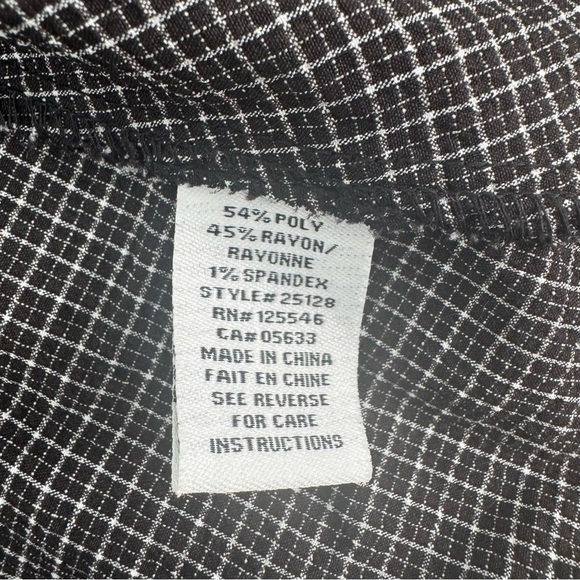 54% POLY
45% RAYON/
RAYONNE
1% SPANDEX
STYLE# 25128
RN# 125546
CA# 05633
MADE IN CHINA
FAIT EN CHINE
SEE REVERSE
FOR CARE
INSTRUCTIONS